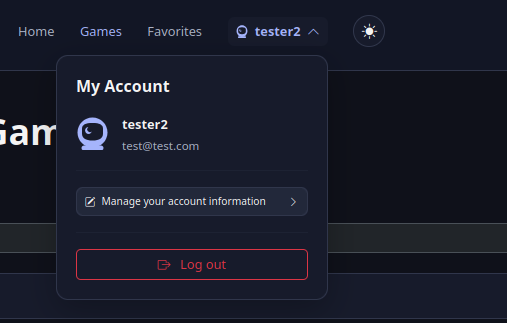 Home Games Favorites tester2
My Account
tester2
test@test.com
Manage your account information
Log out